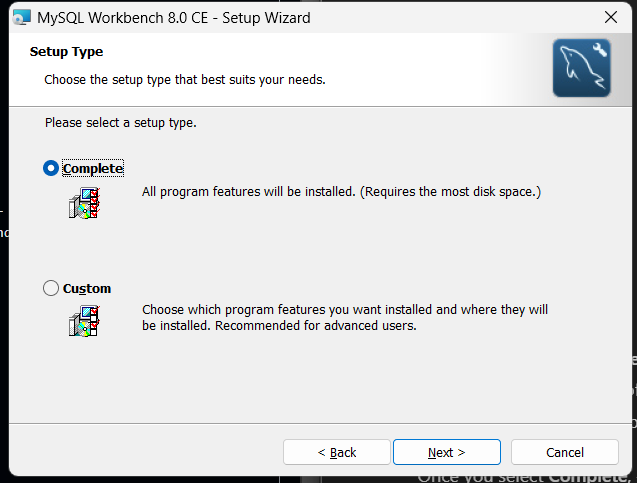 MySQL Workbench 8.0 CE - Setup Wizard
Setup Type
Choose the setup type that best suits your needs.
Please select a setup type.
Complete
All program features will be installed. (Requires the most disk space.)
Custom
Choose which program features you want installed and where they will
be installed. Recommended for advanced users.
< Back
Next >
Cancel
Once you select Complete,